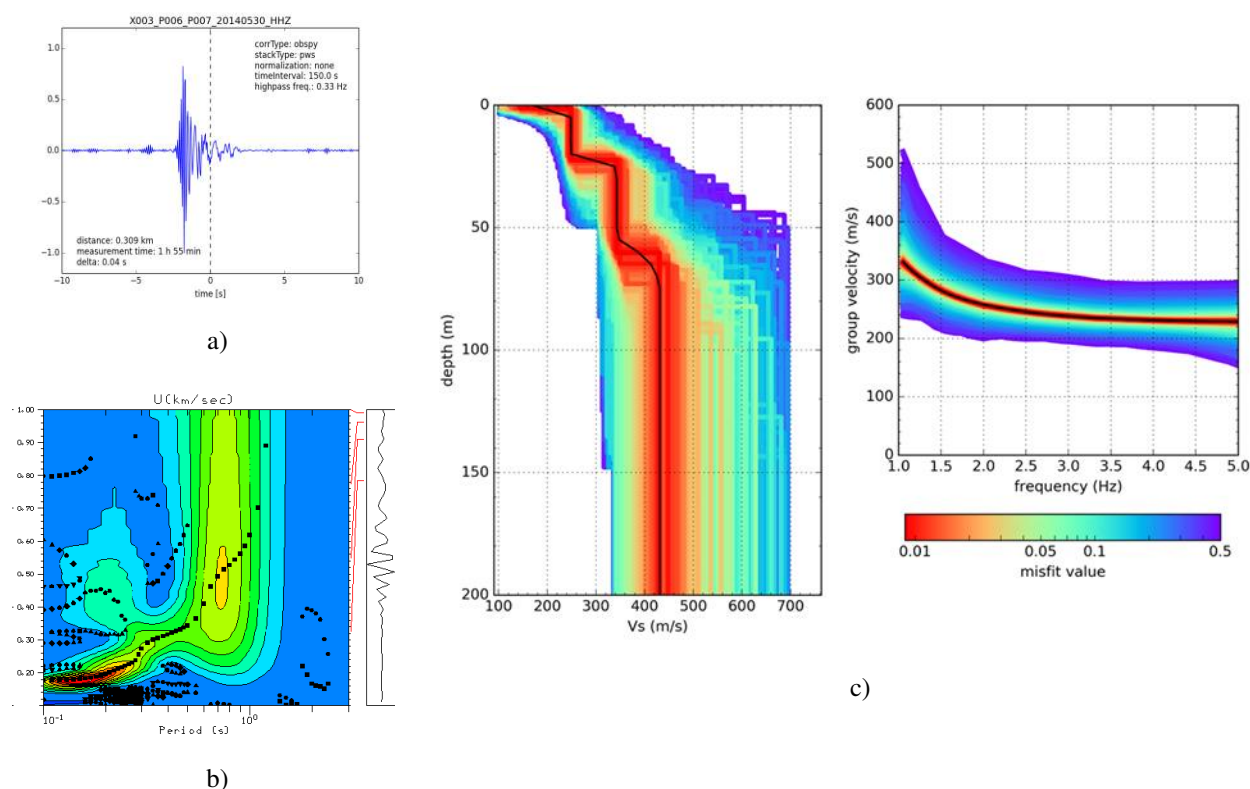 X003_P006_P007_20140530_HHZ
1.0
0.5
0.0
−0.5
−1.0
corrType: obspy
stackType: pws
normalization: none
timeInterval: 150.0 s
highpass freq.: 0.33 Hz
distance: 0.309 km
measurement time: 1 h 55 min
delta: 0.04 s
−10 −5 0 5 10
time [s]
a)
U(km/sec)
0.90
0.80
0.70
0.60
0.50
0.40
0.30
0.20
10⁻¹ 10⁰
Period (s)
b)
0
50
100
150
200
depth (m)
100 200 300 400 500 600 700
Vs (m/s)
600
500
400
300
200
100
0
group velocity (m/s)
1.0 1.5 2.0 2.5 3.0 3.5 4.0 4.5 5.0
frequency (Hz)
0.01 0.05 0.1 0.5
misfit value
c)